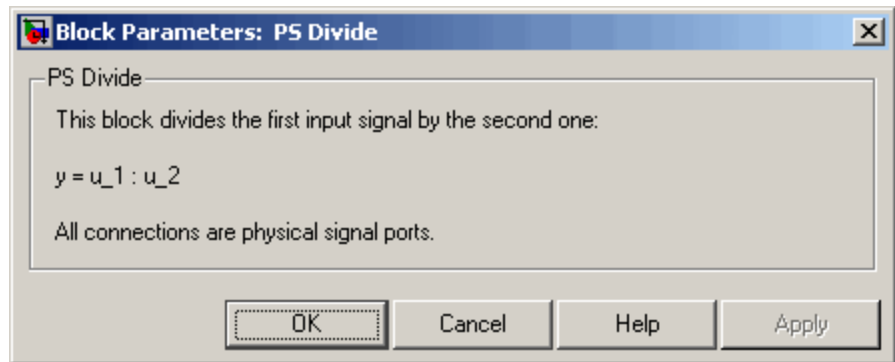 Block Parameters: PS Divide
PS Divide
This block divides the first input signal by the second one:
y = u_1 : u_2
All connections are physical signal ports.
OK Cancel Help Apply